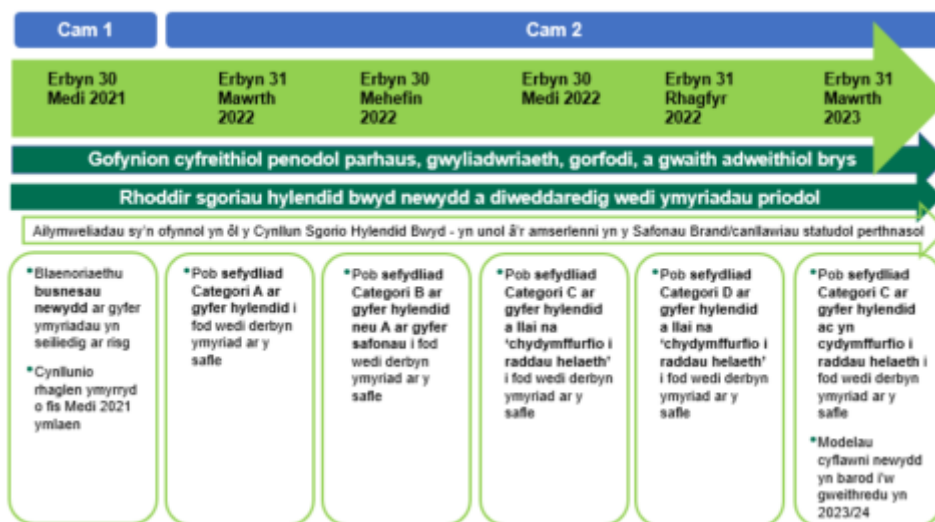 Cam 1
Cam 2
Erbyn 30
Medi 2021
Erbyn 31
Mawrth
2022
Erbyn 30
Mehefin
2022
Erbyn 30
Medi 2022
Erbyn 31
Rhagfyr
2022
Erbyn 31
Mawrth
2023
Gofynion cyfreithiol penodol parhaus, gwyliadwriaeth, gorfodi, a gwaith adweithiol brys
Rhoddir sgoriau hylendid bwyd newydd a diweddaredig wedi ymyriadau priodol
Ailymweliadau sy'n ofynnol yn ôl y Cynllun Sgorio Hylendid Bwyd - yn unol â'r amserlenni yn y Safonau Brand/canllawiau statudol perthnasol
•Blaenoriaethu
busnesau
newydd ar gyfer
ymyriadau yn
seiliedig ar risg
•Cynllunio
rhaglen ymyrryd
o fis Medi 2021
ymlaen
•Pob sefydliad
Categori A ar
gyfer hylendid i
fod wedi derbyn
ymyriad ar y
safle
•Pob sefydliad
Categori B ar
gyfer hylendid
neu A ar gyfer
safonau i fod
wedi derbyn
ymyriad ar y
safle
•Pob sefydliad
Categori C ar
gyfer hylendid
a llai na
'chydymffurfio i
raddau helaeth'
i fod wedi derbyn
ymyriad ar y
safle
•Pob sefydliad
Categori D ar
gyfer hylendid
a llai na
'chydymffurfio i
raddau helaeth'
i fod wedi derbyn
ymyriad ar y
safle
•Pob sefydliad
Categori C ar
gyfer hylendid
ac yn
cydymffurfio i
raddau helaeth i
fod wedi derbyn
ymyriad ar y
safle
•Modelau
cyflawni newydd
yn barod i'w
gweithredu yn
2023/24